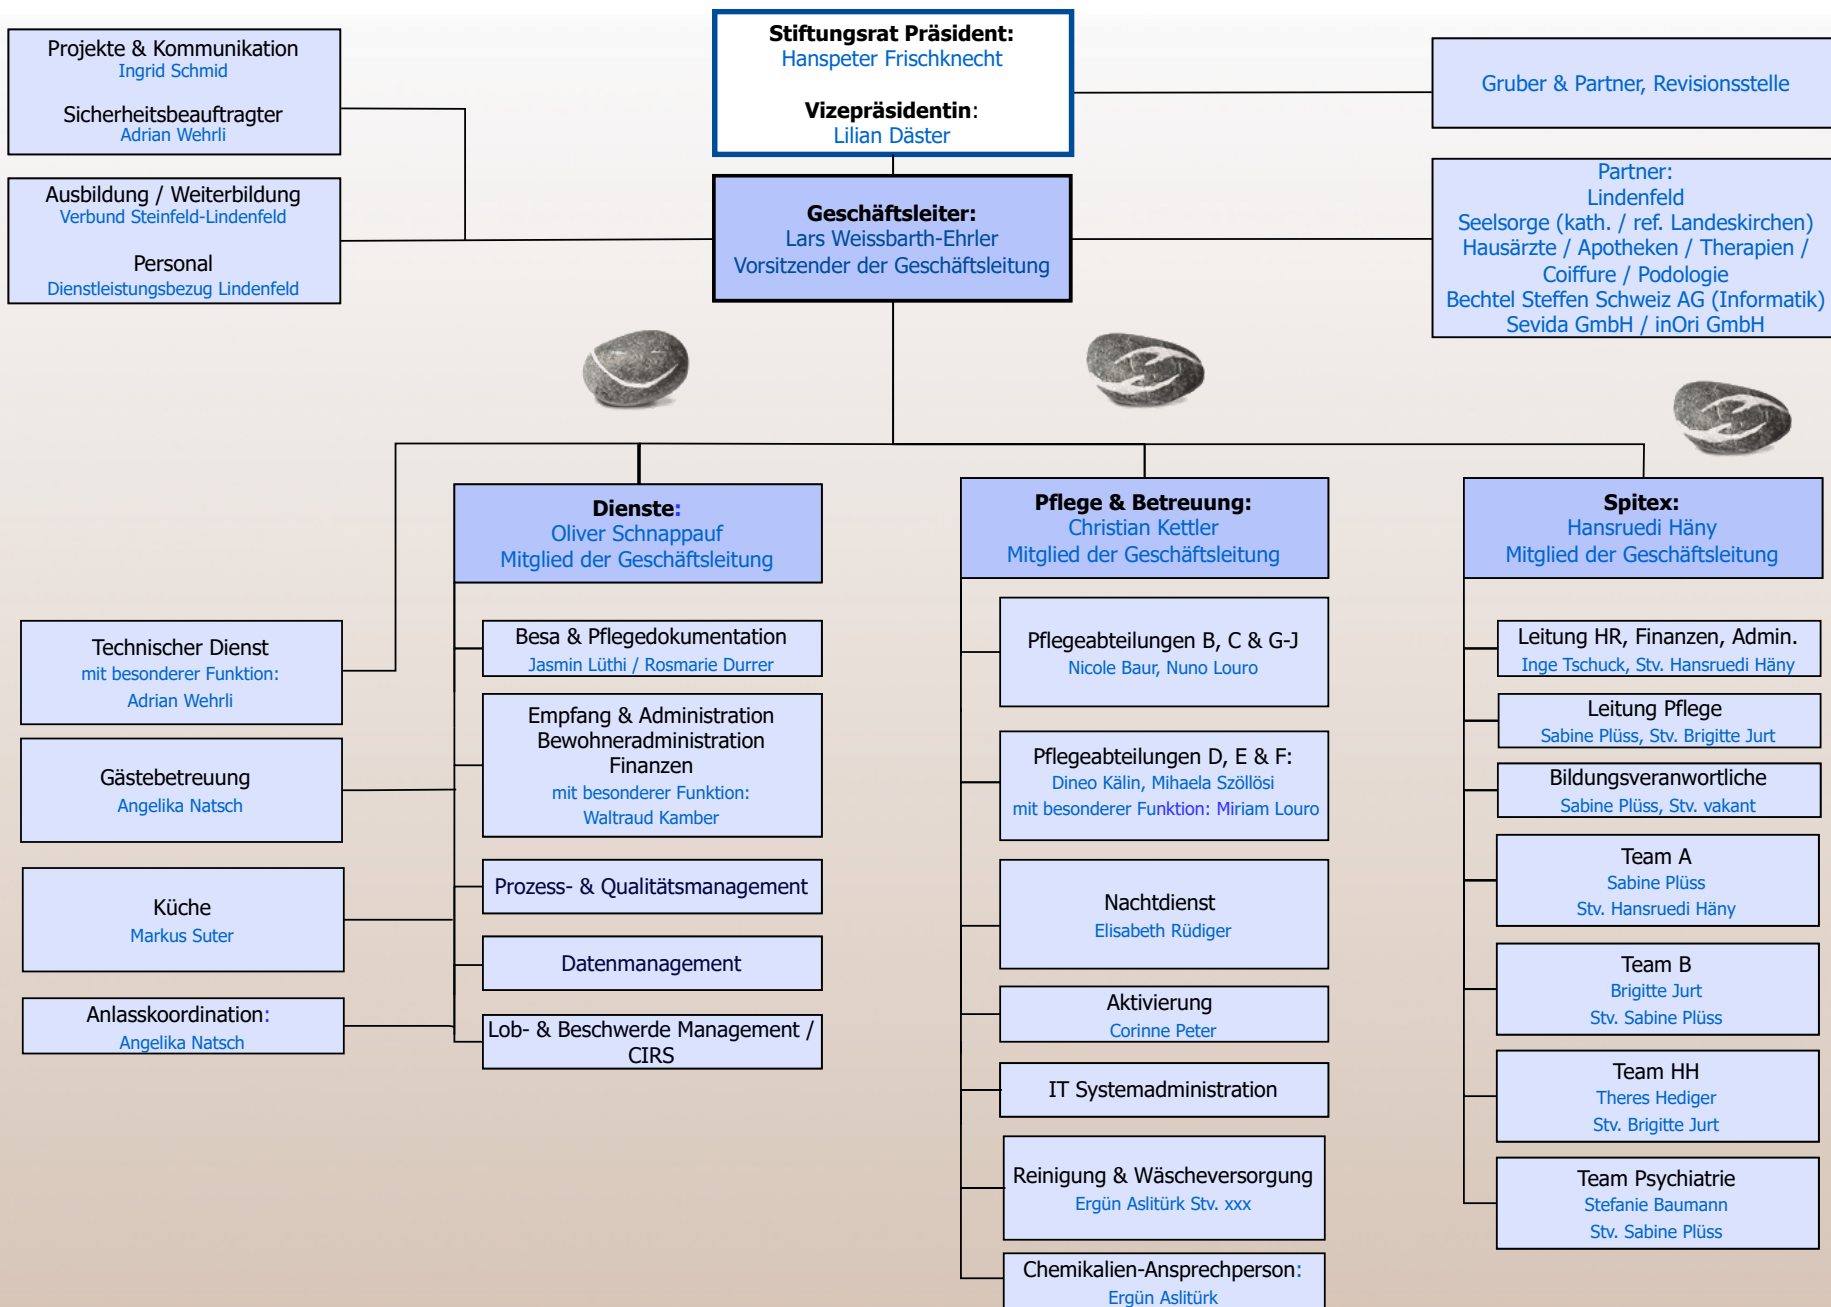 Projekte & Kommunikation
Ingrid Schmid
Sicherheitsbeauftragter
Adrian Wehrli
Ausbildung / Weiterbildung
Verbund Steinfeld-Lindenfeld
Personal
Dienstleistungsbezug Lindenfeld
Stiftungsrat Präsident:
Hanspeter Frischknecht
Vizepräsidentin:
Lilian Däster
Geschäftsleiter:
Lars Weissbarth-Ehrler
Vorsitzender der Geschäftsleitung
Gruber & Partner, Revisionsstelle
Partner:
Lindenfeld
Seelsorge (kath. / ref. Landeskirchen)
Hausärzte / Apotheken / Therapien /
Coiffure / Podologie
Bechtel Steffen Schweiz AG (Informatik)
Sevida GmbH / inOri GmbH
Technischer Dienst
mit besonderer Funktion:
Adrian Wehrli
Gästebetreuung
Angelika Natsch
Küche
Markus Suter
Anlasskoordination:
Angelika Natsch
Dienste:
Oliver Schnappauf
Mitglied der Geschäftsleitung
Besa & Pflegedokumentation
Jasmin Lüthi / Rosmarie Durrer
Empfang & Administration
Bewohneradministration
Finanzen
mit besonderer Funktion:
Waltraud Kamber
Prozess- & Qualitätsmanagement
Datenmanagement
Lob- & Beschwerde Management /
CIRS
Pflege & Betreuung:
Christian Kettler
Mitglied der Geschäftsleitung
Pflegeabteilungen B, C & G-J
Nicole Baur, Nuno Louro
Pflegeabteilungen D, E & F:
Dineo Kälin, Mihaela Szöllösi
mit besonderer Funktion: Miriam Louro
Nachtdienst
Elisabeth Rüdiger
Aktivierung
Corinne Peter
IT Systemadministration
Reinigung & Wäscheversorgung
Ergün Aslitürk Stv. xxx
Chemikalien-Ansprechperson:
Ergün Aslitürk
Spitex:
Hansruedi Häny
Mitglied der Geschäftsleitung
Leitung HR, Finanzen, Admin.
Inge Tschuck, Stv. Hansruedi Häny
Leitung Pflege
Sabine Plüss, Stv. Brigitte Jurt
Bildungsveranwortliche
Sabine Plüss, Stv. vakant
Team A
Sabine Plüss
Stv. Hansruedi Häny
Team B
Brigitte Jurt
Stv. Sabine Plüss
Team HH
Theres Hediger
Stv. Brigitte Jurt
Team Psychiatrie
Stefanie Baumann
Stv. Sabine Plüss